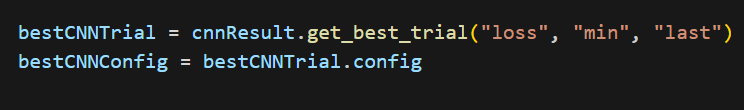 bestCNNTrial = cnnResult.get_best_trial("loss", "min", "last")
bestCNNConfig = bestCNNTrial.config